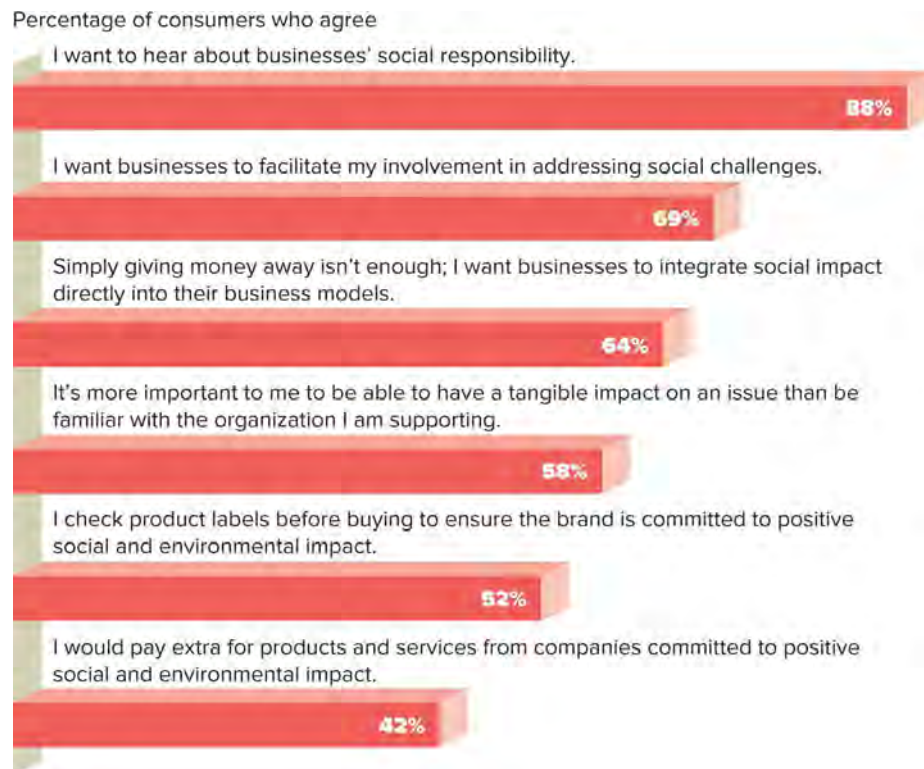 Percentage of consumers who agree
I want to hear about businesses' social responsibility.
88%
I want businesses to facilitate my involvement in addressing social challenges.
69%
Simply giving money away isn't enough; I want businesses to integrate social impact
directly into their business models.
64%
It's more important to me to be able to have a tangible impact on an issue than be
familiar with the organization I am supporting.
58%
I check product labels before buying to ensure the brand is committed to positive
social and environmental impact.
52%
I would pay extra for products and services from companies committed to positive
social and environmental impact.
42%